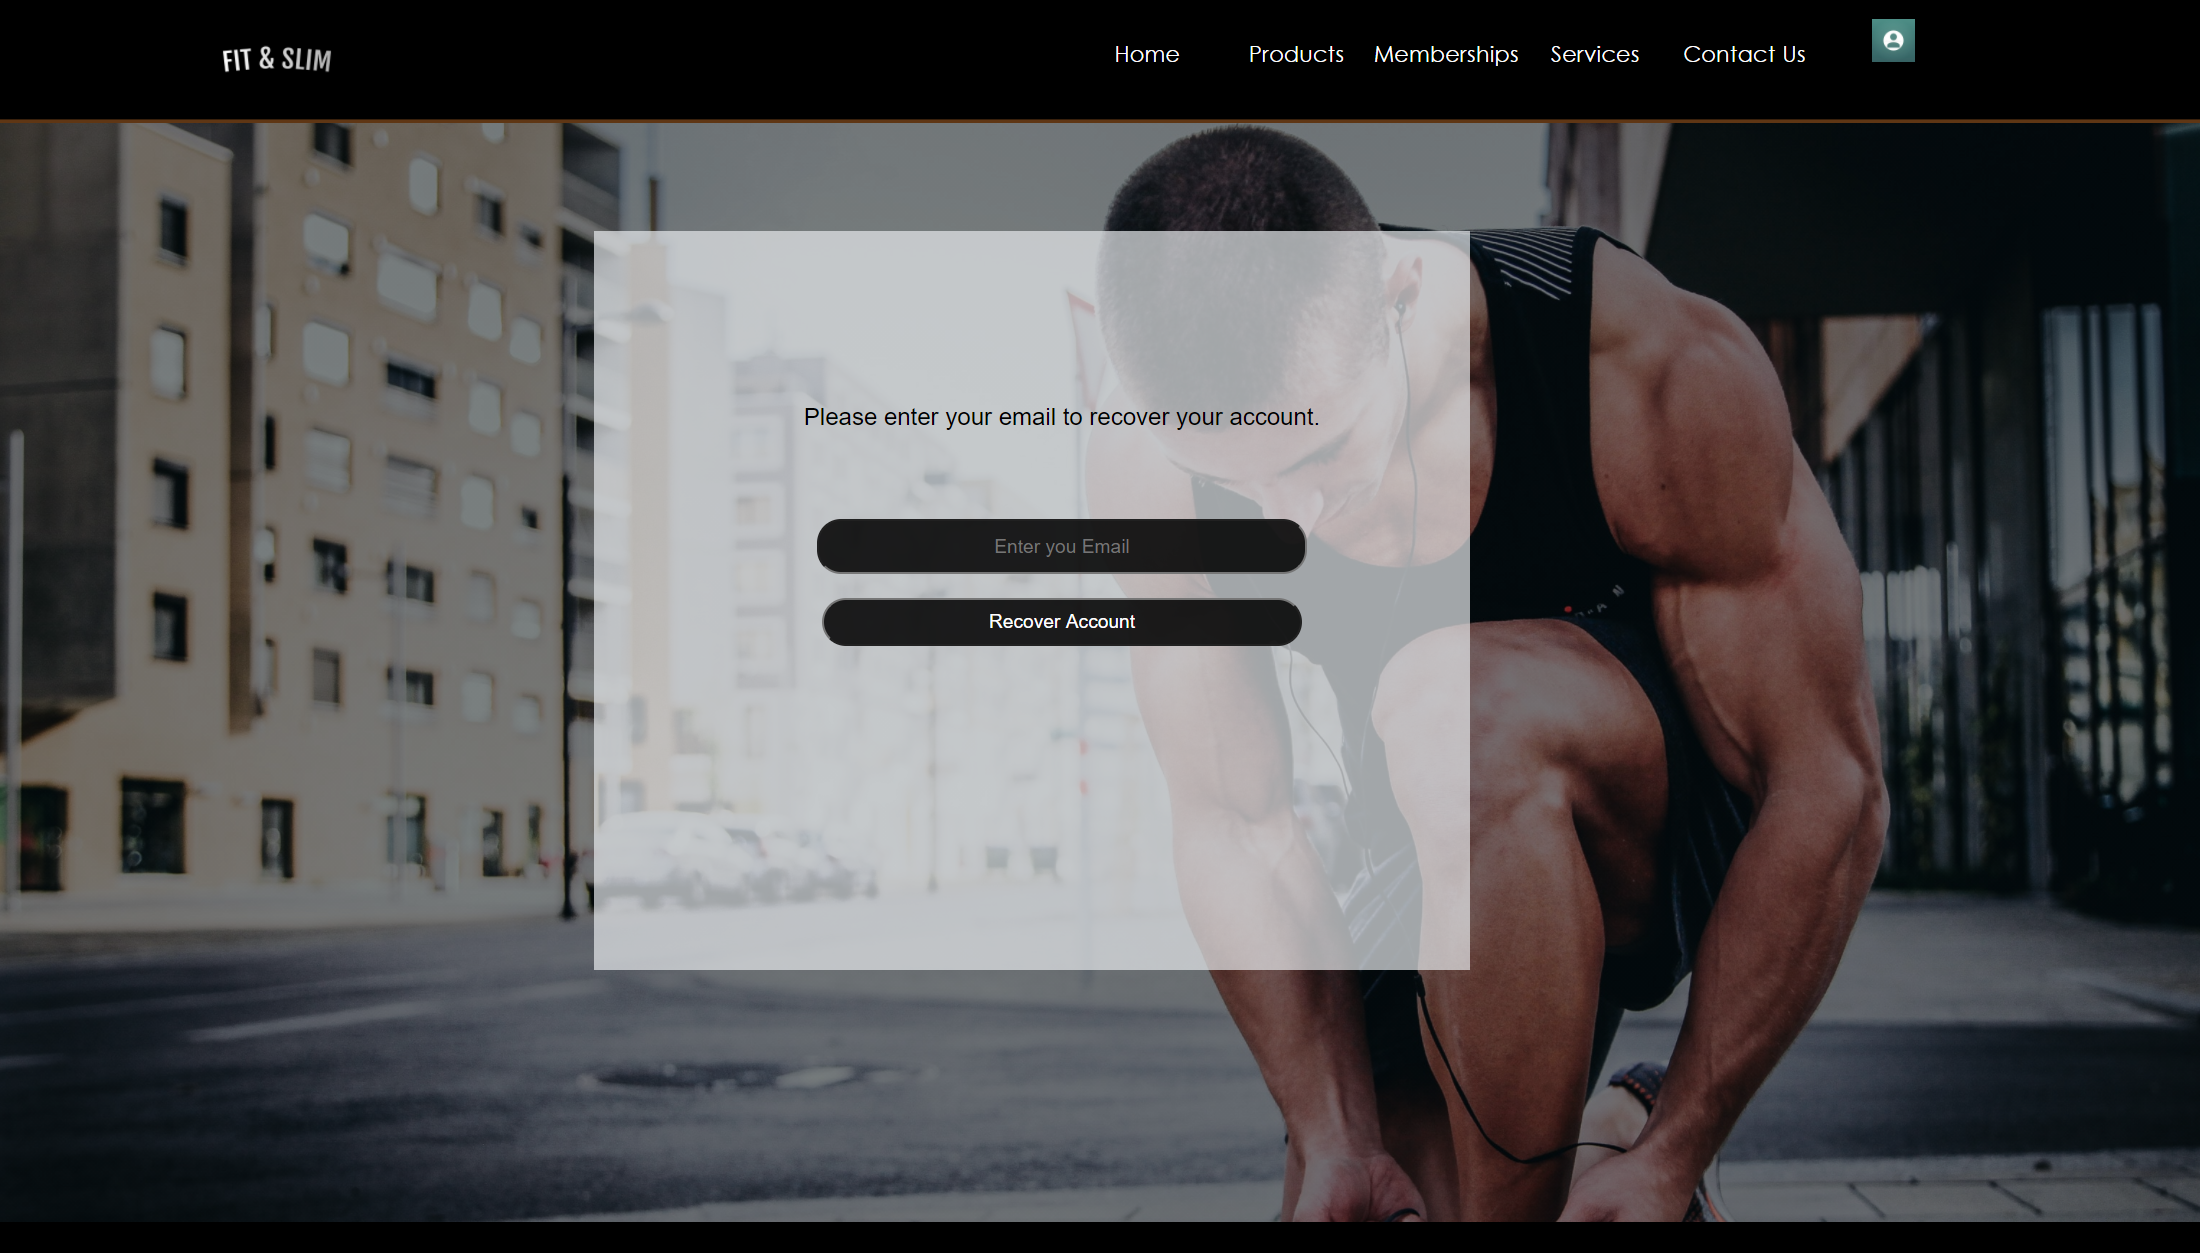 FIT & SLIM
Home Products Memberships Services Contact Us
Please enter your email to recover your account.
Enter you Email
Recover Account